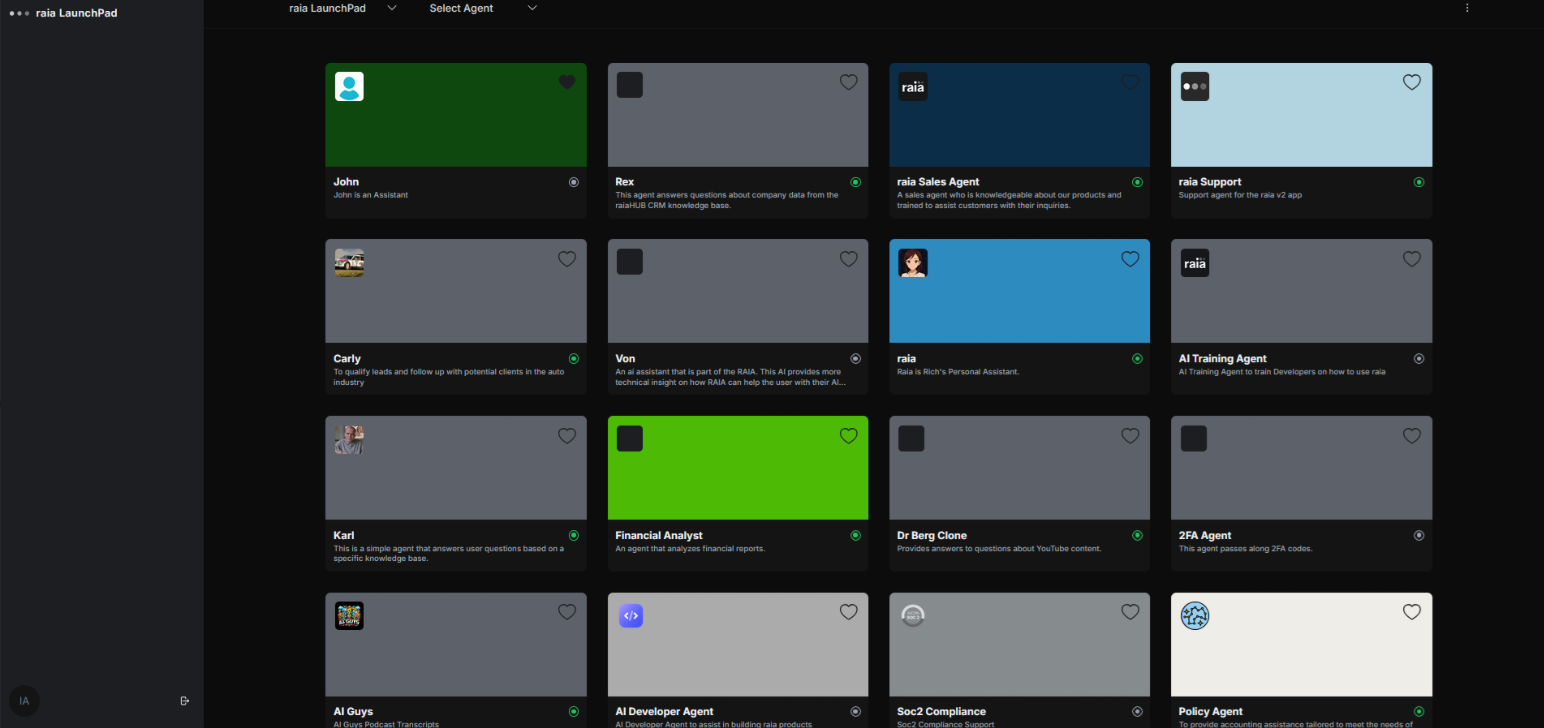 raia LaunchPad
raia LaunchPad
Select Agent
raia
John
John is an Assistant
Rex
This agent answers questions about company data from the
raiaHUB CRM knowledge base.
raia Sales Agent
A sales agent who is knowledgeable about our products and
trained to assist customers with their inquiries.
raia Support
Support agent for the raia v2 app
raia
Carly
To qualify leads and follow up with potential clients in the auto
industry
Von
An ai assistant that is part of the RAIA. This AI provides more
technical insight on how RAIA can help the user with their AI...
raia
Raia is Rich's Personal Assistant.
AI Training Agent
AI Training Agent to train Developers on how to use raia
Karl
This is a simple agent that answers user questions based on a
specific knowledge base.
Financial Analyst
An agent that analyzes financial reports.
Dr Berg Clone
Provides answers to questions about YouTube content.
2FA Agent
This agent passes along 2FA codes.
AI GUYS
</>
SOC 2
IA
AI Guys
AI Guys Podcast Transcripts
AI Developer Agent
AI Developer Agent to assist in building raia products
Soc2 Compliance
Soc2 Compliance Support
Policy Agent
To provide accounting assistance tailored to meet the needs of